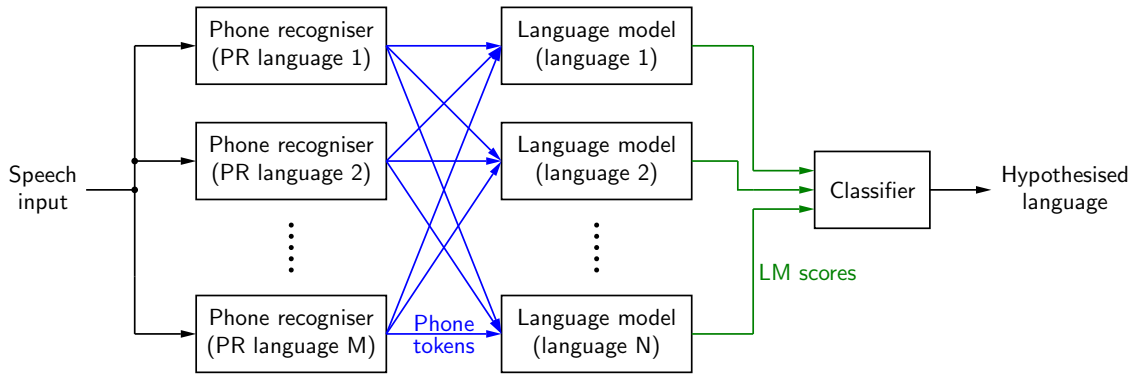 Speech
input
Phone recogniser
(PR language 1)
Phone recogniser
(PR language 2)
Phone recogniser
(PR language M)
Phone
tokens
Language model
(language 1)
Language model
(language 2)
Language model
(language N)
LM scores
Classifier
Hypothesised
language